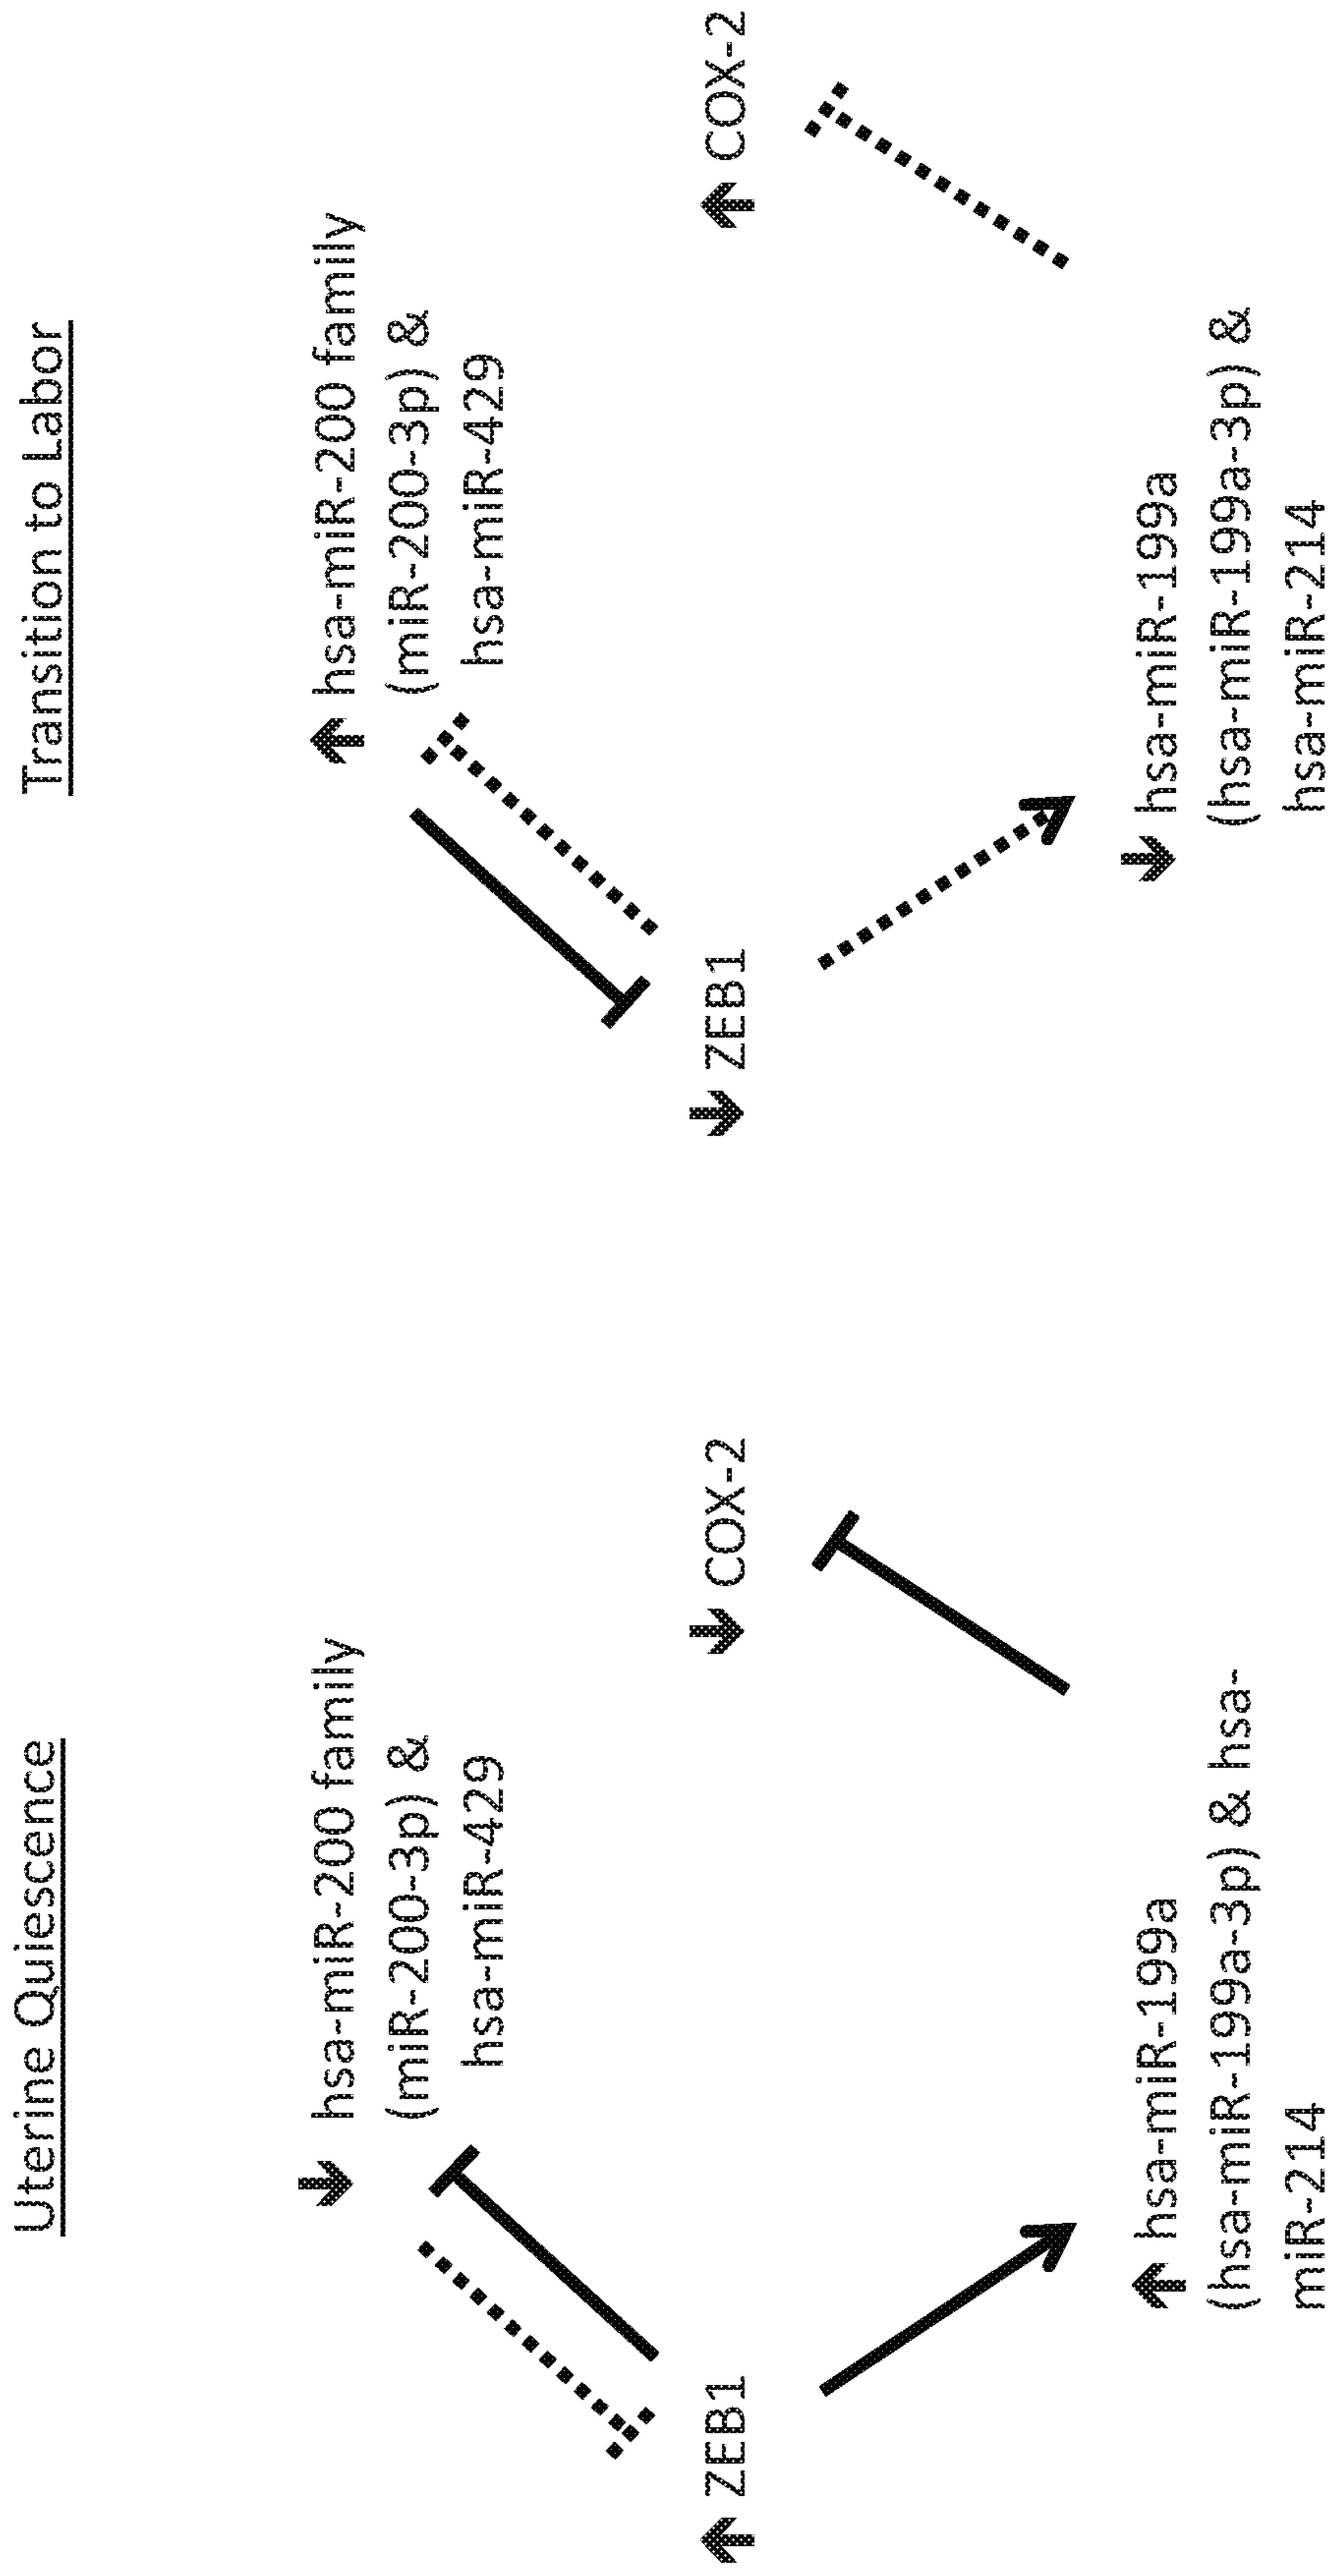 Uterine Quiescence
↓ hsa-miR-200 family
(miR-200-3p) &
hsa-miR-429
↑ ZEB1
↓ COX-2
↑ hsa-miR-199a
(hsa-miR-199a-3p) & hsa-
miR-214
Transition to Labor
↑ hsa-miR-200 family
(miR-200-3p) &
hsa-miR-429
↓ ZEB1
↑ COX-2
↓ hsa-miR-199a
(hsa-miR-199a-3p) &
hsa-miR-214